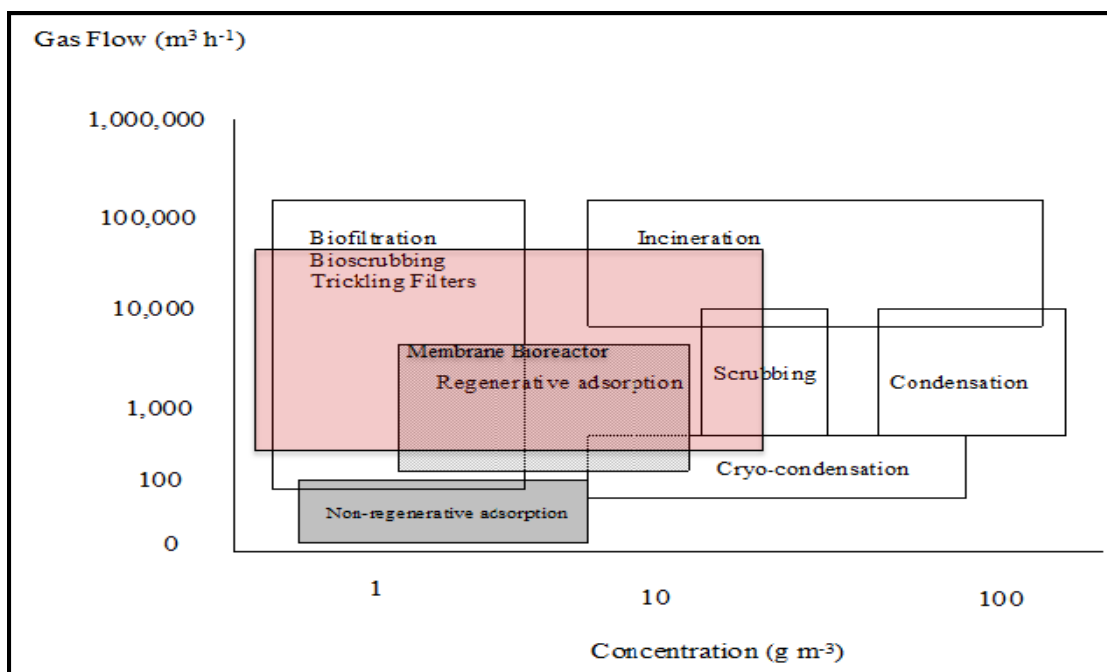 Gas Flow (m³ h⁻¹)
1,000,000
100,000
Biofiltration
Incineration
Bioscrubbing
Trickling Filters
10,000
Membrane Bioreactor
Scrubbing
Regenerative adsorption
Condensation
1,000
Cryo-condensation
100
Non-regenerative adsorption
0
1
10
100
Concentration (g m⁻³)